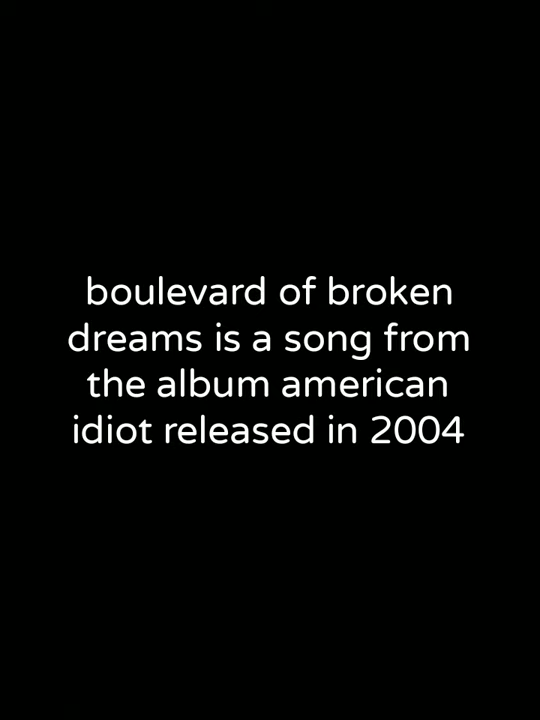 boulevard of broken
dreams is a song from
the album american
idiot released in 2004